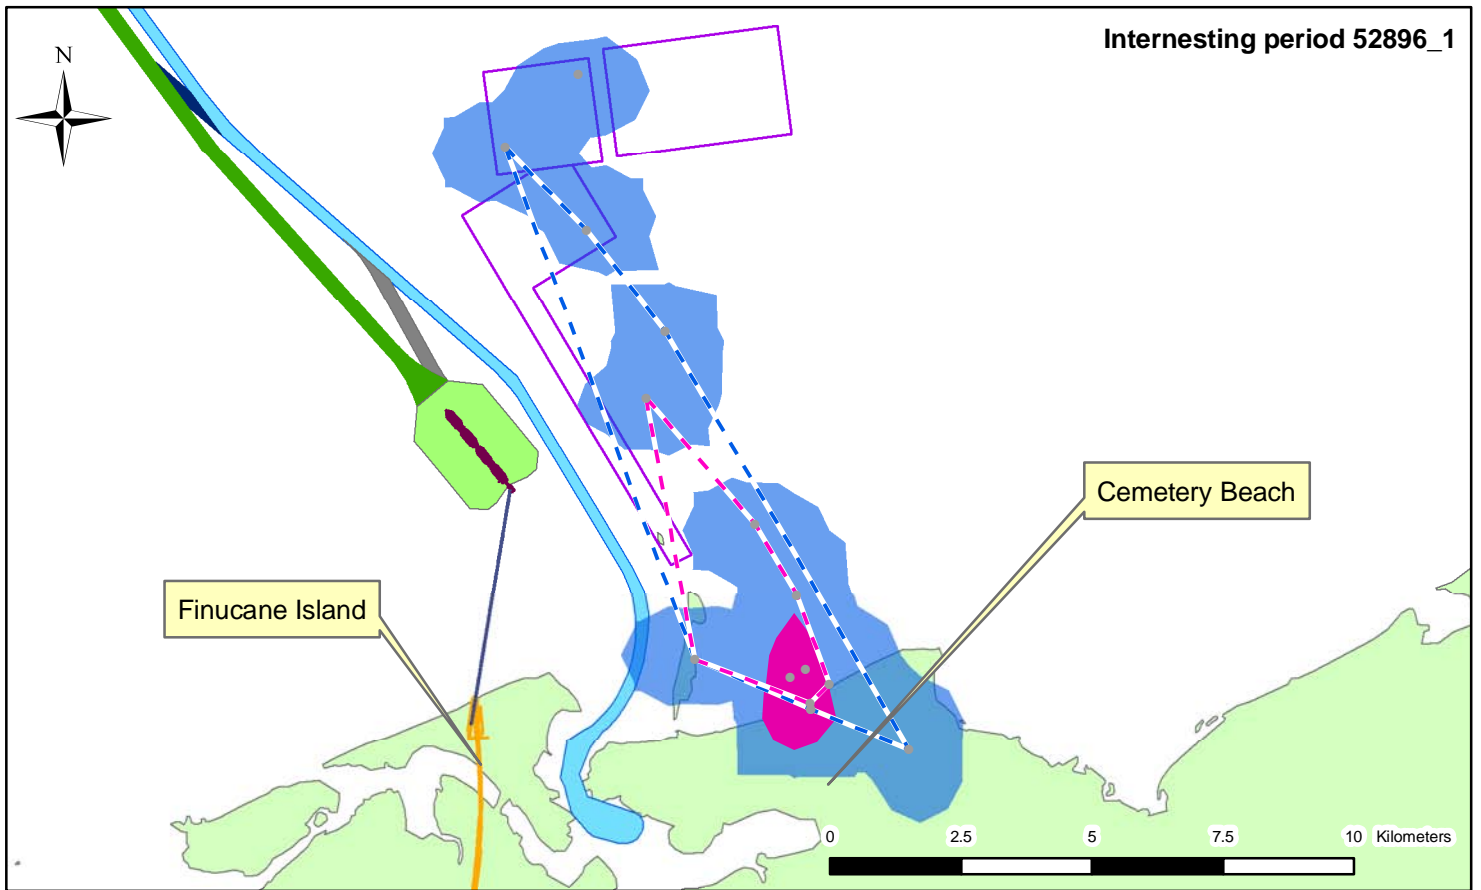 Internesting period 52896_1
N
Cemetery Beach
Finucane Island
0 2.5 5 7.5 10 Kilometers